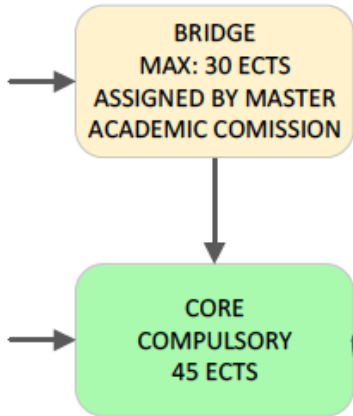 BRIDGE
MAX: 30 ECTS
ASSIGNED BY MASTER
ACADEMIC COMISSION
CORE
COMPULSORY
45 ECTS